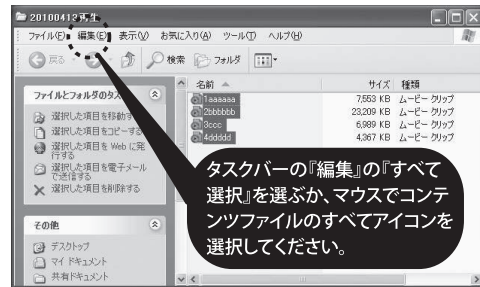 20100413再生
ファイル(F) 編集(E) 表示(V) お気に入り(A) ツール(T) ヘルプ(H)
戻る 検索 フォルダ
名前 サイズ 種類
ファイルとフォルダのタス
選択した項目を移動す
選択した項目をコピーする
選択した項目を Web に発
行する
選択した項目を電子メール
で送信する
選択した項目を削除する
1aaaaaa 7,553 KB ムービー クリップ
2bbbbbb 23,209 KB ムービー クリップ
3ccc 6,989 KB ムービー クリップ
4ddddd 4,367 KB ムービー クリップ
タスクバーの『編集』の『すべて
選択』を選ぶか、マウスでコンテ
ンツファイルのすべてアイコンを
選択してください。
その他
デスクトップ
マイ ドキュメント
共有ドキュメント